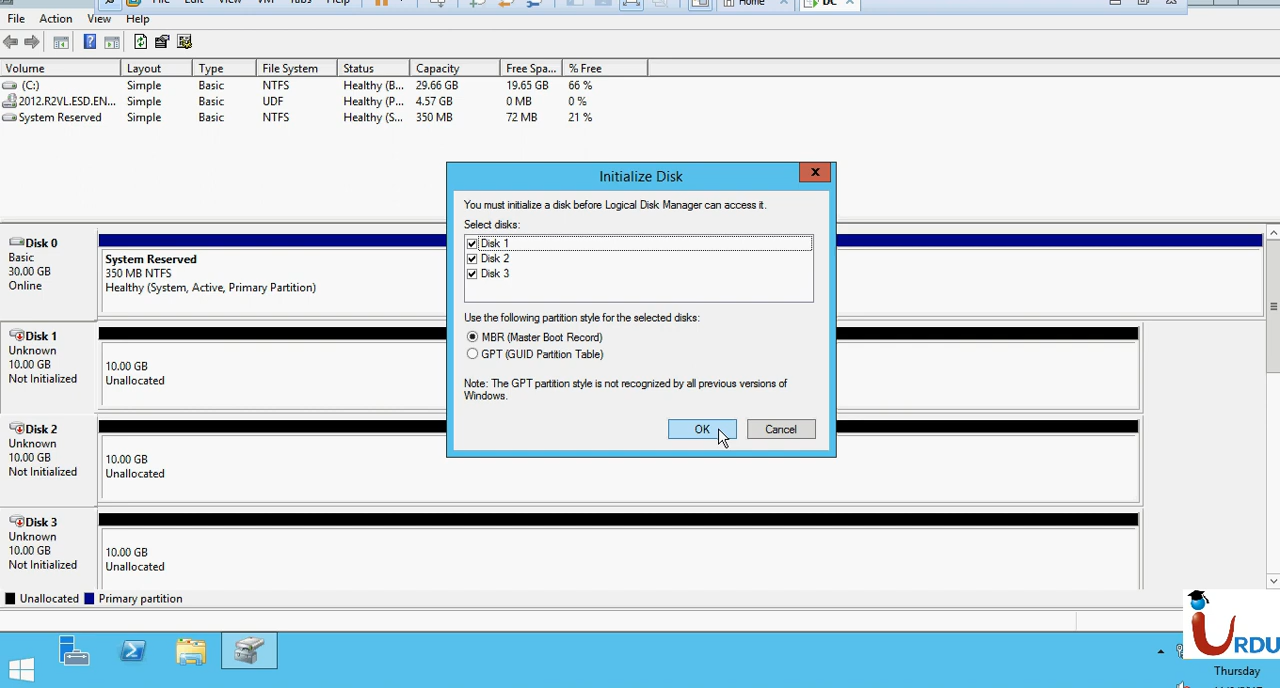 File Edit View VM Tabs Help
Home
DC
File Action View Help
Volume Layout Type File System Status Capacity Free Spa... % Free
(C:) Simple Basic NTFS Healthy (B... 29.66 GB 19.65 GB 66 %
2012.R2VL.ESD.EN... Simple Basic UDF Healthy (P... 4.57 GB 0 MB 0 %
System Reserved Simple Basic NTFS Healthy (S... 350 MB 72 MB 21 %
Disk 0
Basic
30.00 GB
Online
System Reserved
350 MB NTFS
Healthy (System, Active, Primary Partition)
Disk 1
Unknown
10.00 GB
Not Initialized
10.00 GB
Unallocated
Disk 2
Unknown
10.00 GB
Not Initialized
10.00 GB
Unallocated
Disk 3
Unknown
10.00 GB
Not Initialized
10.00 GB
Unallocated
Initialize Disk
You must initialize a disk before Logical Disk Manager can access it.
Select disks:
Disk 1
Disk 2
Disk 3
Use the following partition style for the selected disks:
MBR (Master Boot Record)
GPT (GUID Partition Table)
Note: The GPT partition style is not recognized by all previous versions of
Windows.
OK Cancel
Unallocated Primary partition
iURDU
Thursday